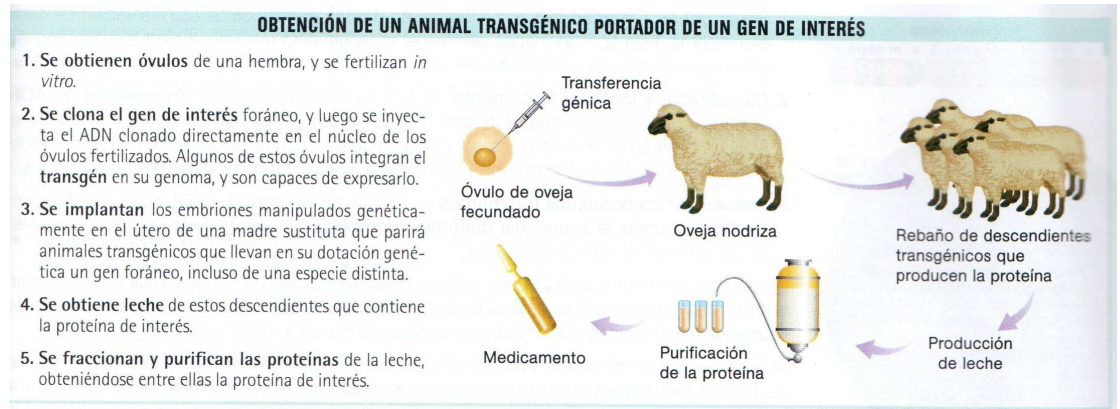 OBTENCIÓN DE UN ANIMAL TRANSGÉNICO PORTADOR DE UN GEN DE INTERÉS
1. Se obtienen óvulos de una hembra, y se fertilizan in
vitro.
2. Se clona el gen de interés foráneo, y luego se inyec-
ta el ADN clonado directamente en el núcleo de los
óvulos fertilizados. Algunos de estos óvulos integran el
transgén en su genoma, y son capaces de expresarlo.
3. Se implantan los embriones manipulados genética-
mente en el útero de una madre sustituta que parirá
animales transgénicos que llevan en su dotación gené-
tica un gen foráneo, incluso de una especie distinta.
4. Se obtiene leche de estos descendientes que contiene
la proteína de interés.
5. Se fraccionan y purifican las proteínas de la leche,
obteniéndose entre ellas la proteína de interés.
Transferencia
génica
Óvulo de oveja
fecundado
Oveja nodriza
Rebaño de descendientes
transgénicos que
producen la proteína
Producción
de leche
Purificación
de la proteína
Medicamento